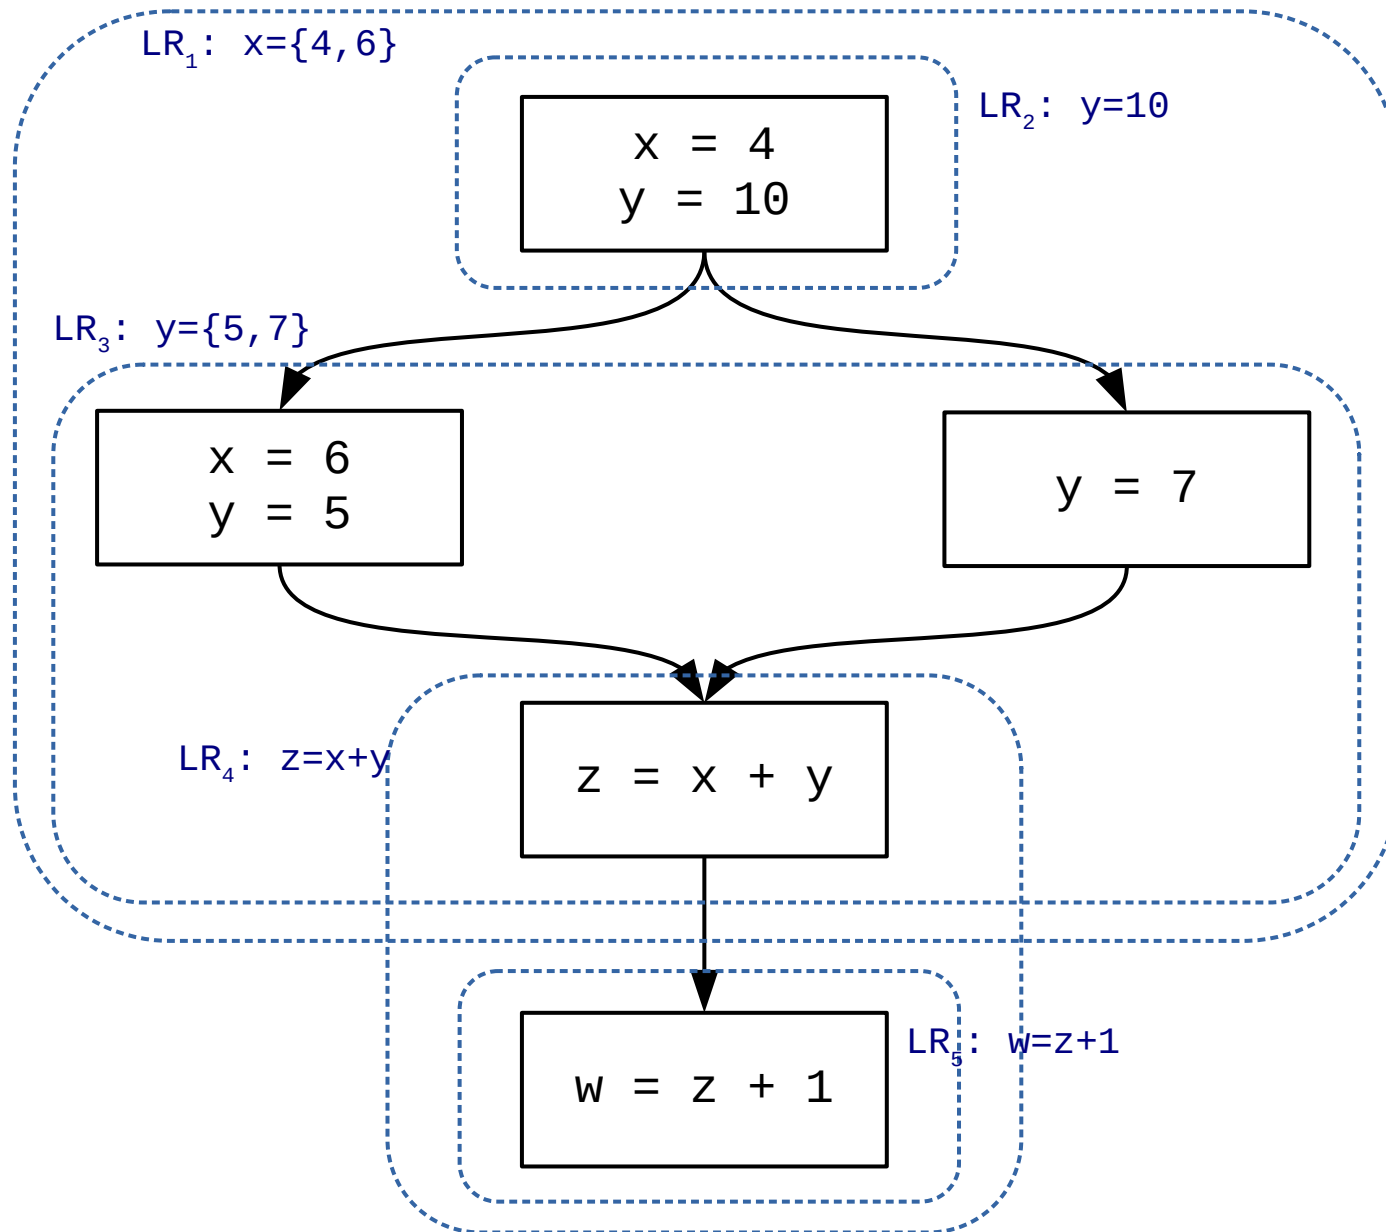 LR₁: x={4,6}
LR₂: y=10
x = 4
y = 10
LR₃: y={5,7}
x = 6
y = 5
y = 7
LR₄: z=x+y
z = x + y
LR₅: w=z+1
w = z + 1